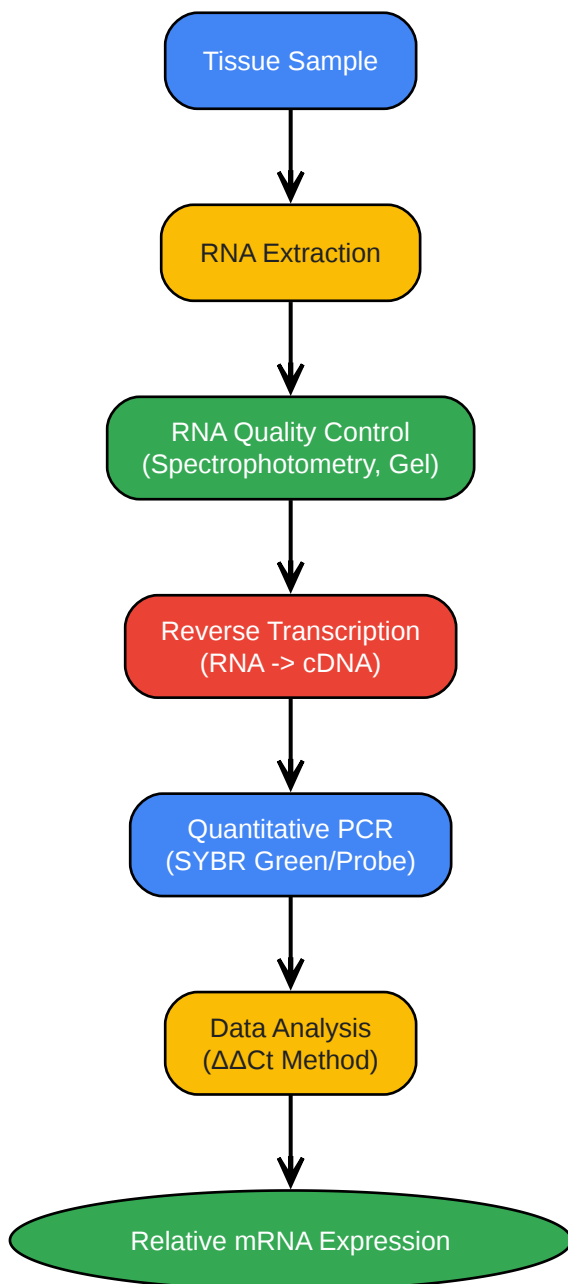 Tissue Sample
RNA Extraction
RNA Quality Control
(Spectrophotometry, Gel)
Reverse Transcription
(RNA -> cDNA)
Quantitative PCR
(SYBR Green/Probe)
Data Analysis
(ΔΔCt Method)
Relative mRNA Expression